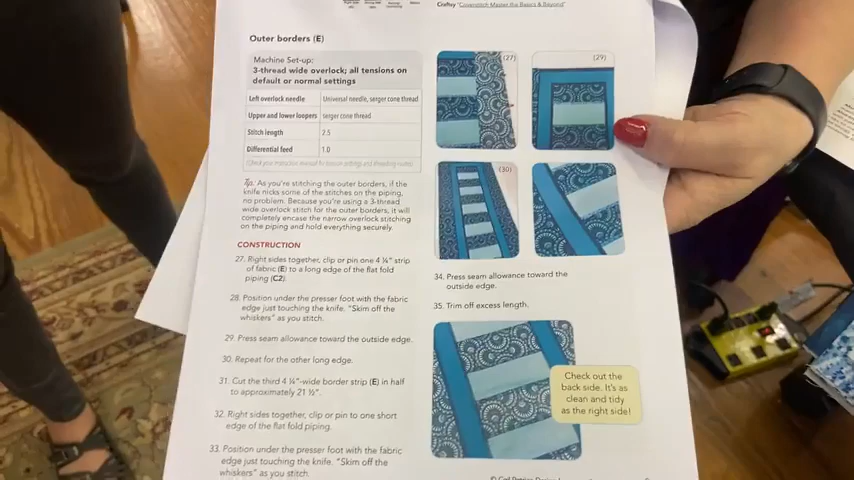 Craftsy "Coverstitch Master the Basics & Beyond"
Outer borders (E)
Machine Set-up:
3-thread wide overlock; all tensions on
default or normal settings
Left overlock needle
Universal needle, serger cone thread
Upper and lower loopers
Serger cone thread
Stitch length
2.5
Differential feed
1.0
(Check your instruction manual for tension settings and threading routes)
Tip: As you're stitching the outer borders, if the
knife nicks some of the stitches on the piping,
no problem. Because you're using a 3-thread
wide overlock stitch for the outer borders, it will
completely encase the narrow overlock stitching
on the piping and hold everything securely.
CONSTRUCTION
27. Right sides together, clip or pin one 4 ¼" strip
of fabric (E) to a long edge of the flat fold
piping (C2).
28. Position under the presser foot with the fabric
edge just touching the knife. "Skim off the
whiskers" as you stitch.
29. Press seam allowance toward the outside edge.
30. Repeat for the other long edge.
31. Cut the third 4 ¼"-wide border strip (E) in half
to approximately 21 ½".
32. Right sides together, clip or pin to one short
edge of the flat fold piping.
33. Position under the presser foot with the fabric
edge just touching the knife. "Skim off the
whiskers" as you stitch.
(27)
(29)
(30)
34. Press seam allowance toward the
outside edge.
35. Trim off excess length.
Check out the
back side. It's as
clean and tidy
as the right side!